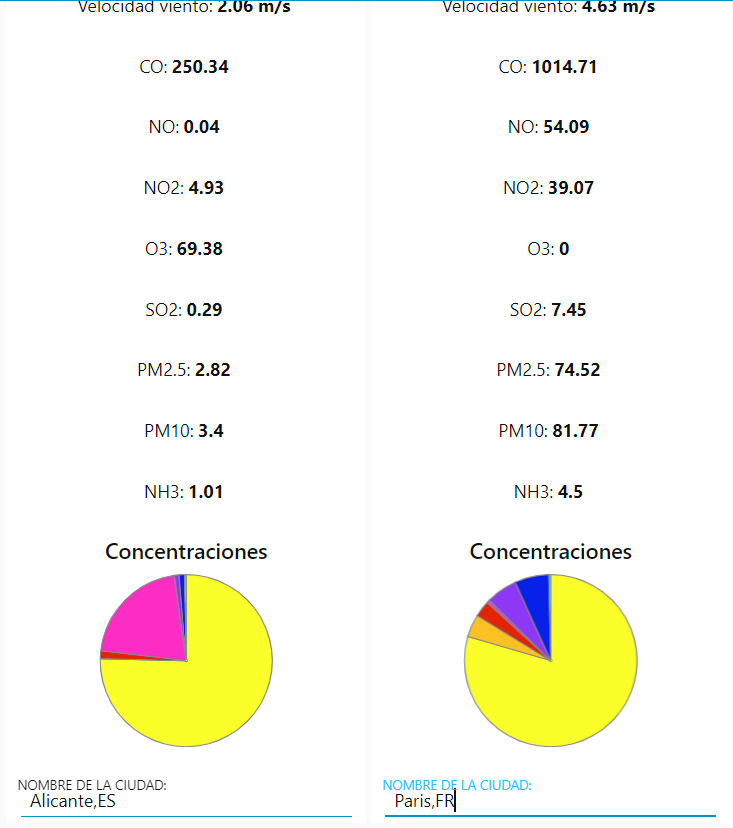 Velocidad viento: 2.06 m/s
CO: 250.34
NO: 0.04
NO2: 4.93
O3: 69.38
SO2: 0.29
PM2.5: 2.82
PM10: 3.4
NH3: 1.01
Concentraciones
NOMBRE DE LA CIUDAD:
Alicante,ES
Velocidad viento: 4.63 m/s
CO: 1014.71
NO: 54.09
NO2: 39.07
O3: 0
SO2: 7.45
PM2.5: 74.52
PM10: 81.77
NH3: 4.5
Concentraciones
NOMBRE DE LA CIUDAD:
Paris,FR